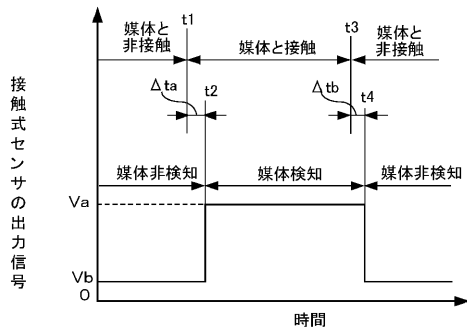 媒体と
非接触
t1
媒体と接触
t3
媒体と
非接触
Δta
t2
Δtb
t4
媒体非検知
媒体検知
媒体非検知
Va
Vb
0
接触式センサの出力信号
時間